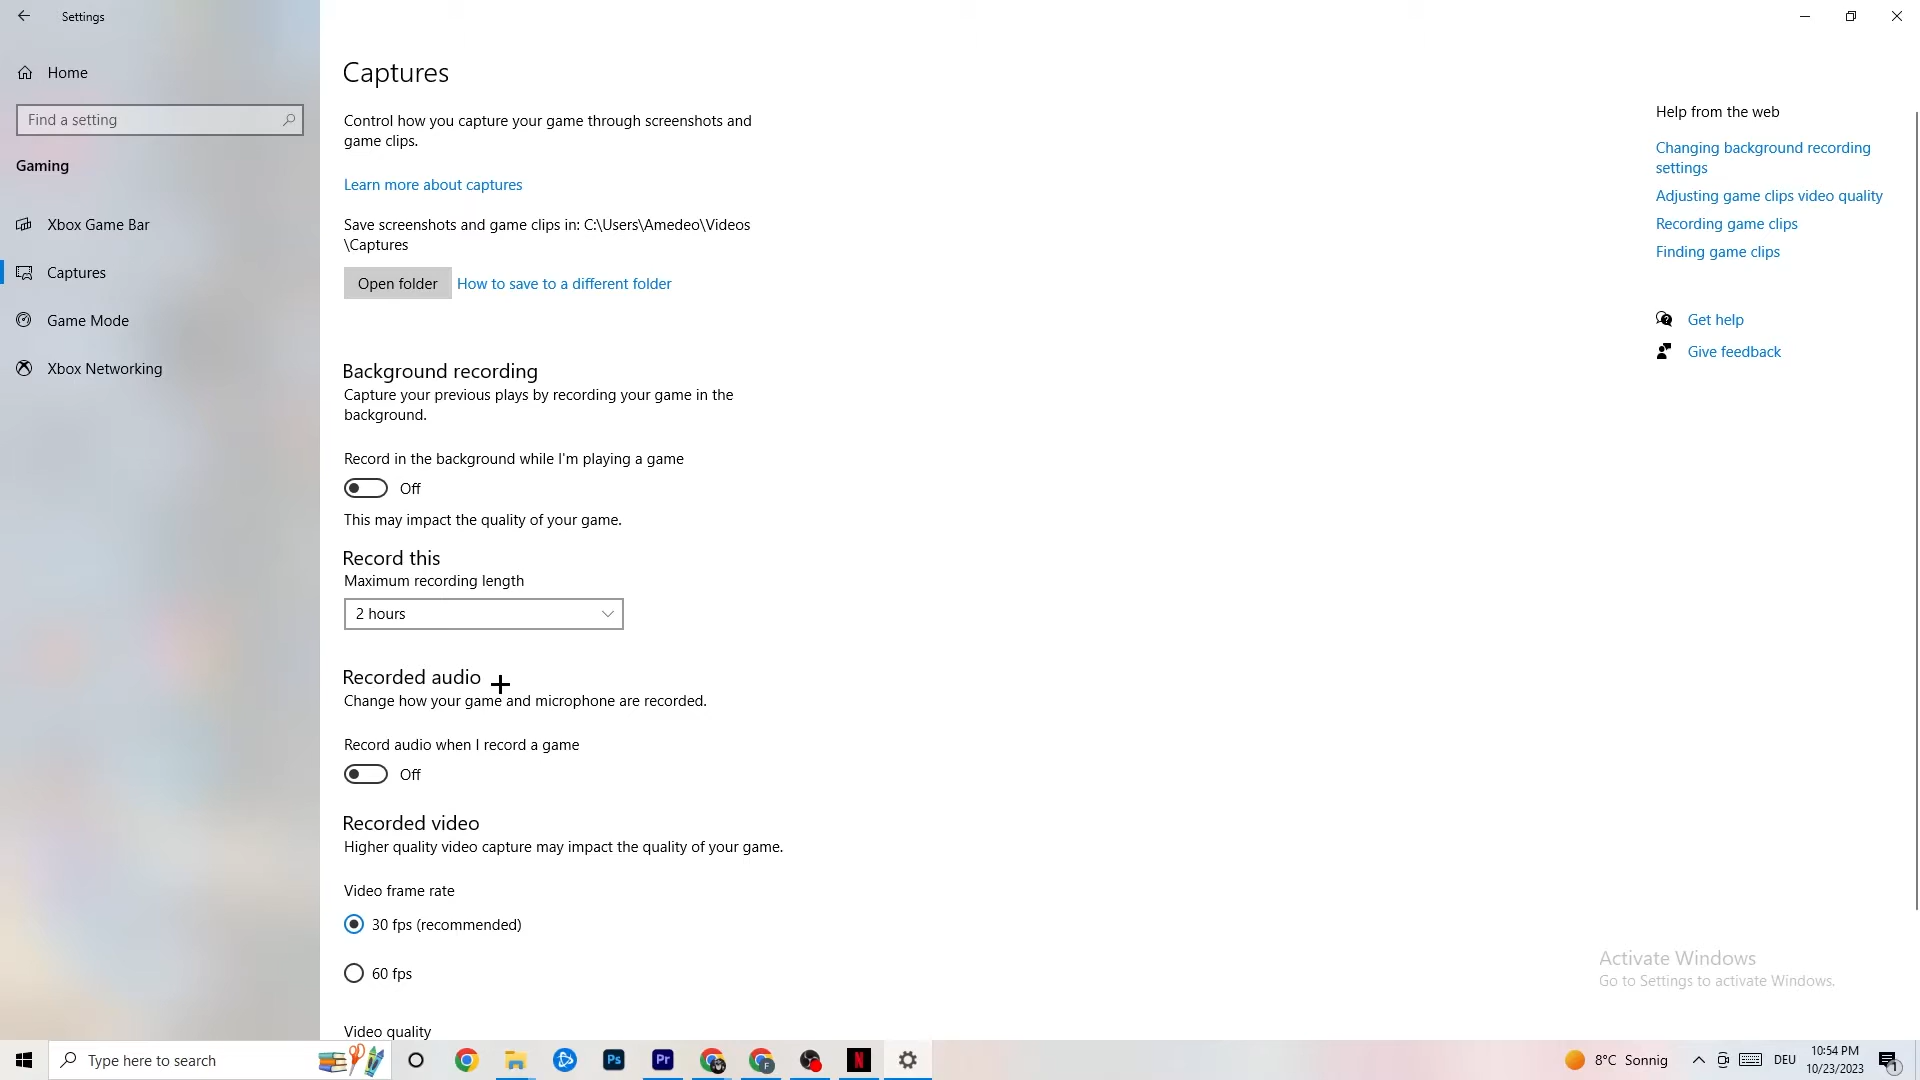 Settings
Home
Find a setting
Gaming
Xbox Game Bar
Captures
Game Mode
Xbox Networking
Captures
Control how you capture your game through screenshots and
game clips.
Learn more about captures
Save screenshots and game clips in: C:\Users\Amedeo\Videos
\Captures
Open folder
How to save to a different folder
Background recording
Capture your previous plays by recording your game in the
background.
Record in the background while I'm playing a game
Off
This may impact the quality of your game.
Record this
Maximum recording length
2 hours
Recorded audio
Change how your game and microphone are recorded.
Record audio when I record a game
Off
Recorded video
Higher quality video capture may impact the quality of your game.
Video frame rate
30 fps (recommended)
60 fps
Video quality
Help from the web
Changing background recording
settings
Adjusting game clips video quality
Recording game clips
Finding game clips
Get help
Give feedback
Activate Windows
Go to Settings to activate Windows.
Type here to search
Ps
Pr
F
N
8°C Sonnig
DEU
10:54 PM
10/23/2023
1